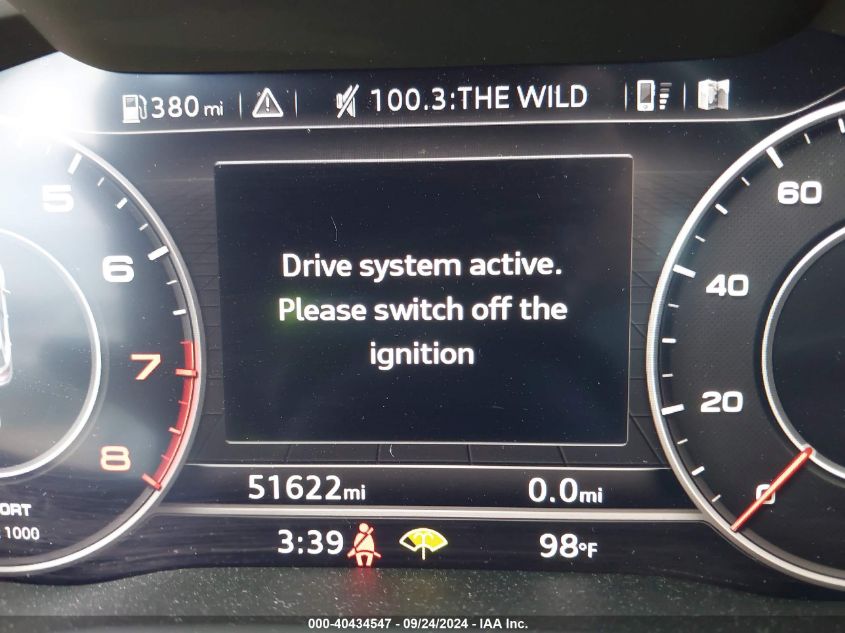 380 mi
100.3:THE WILD
5
6
7
8
60
40
20
0
Drive system active.
Please switch off the
ignition
51622mi
0.0mi
ORT
1000
3:39
98°F
000-40434547 - 09/24/2024 - IAA Inc.